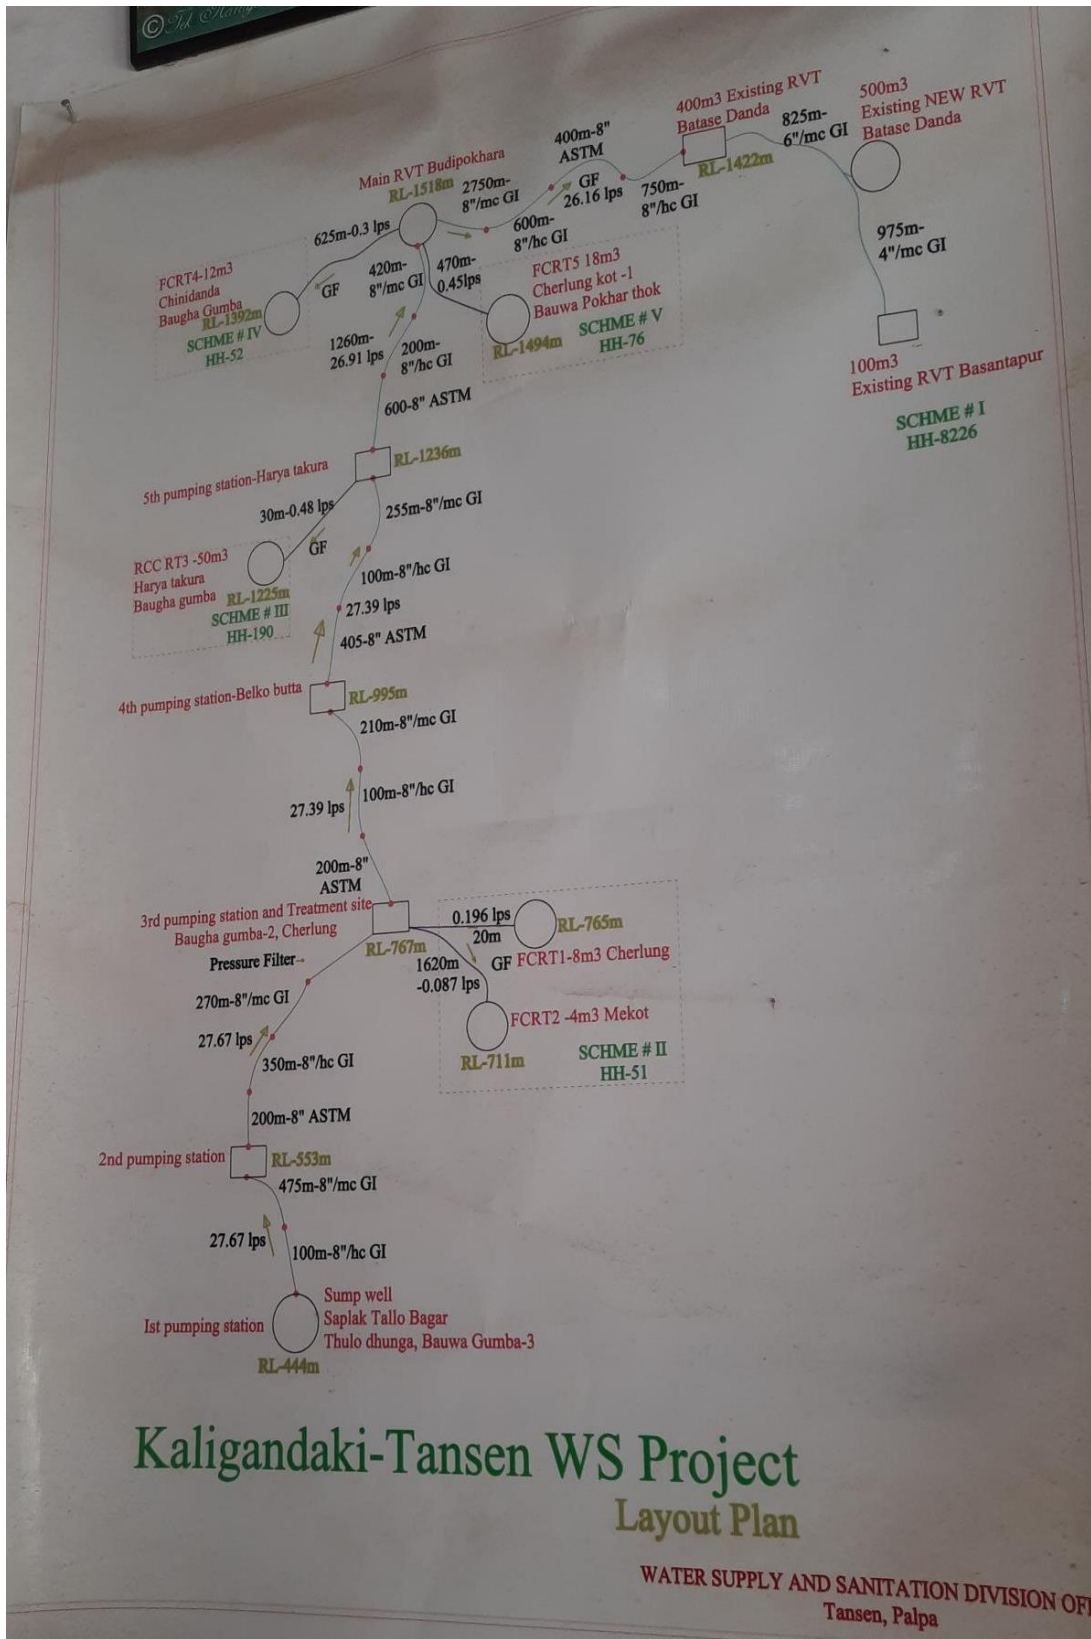 © Tek
400m3 Existing RVT
Batase Danda
RL-1422m
825m-
6"/mc GI
500m3
Existing NEW RVT
Batase Danda
400m-8"
ASTM
GF
26.16 lps
750m-
8"/hc GI
Main RVT Budipokhara
RL-1518m
2750m-
8"/mc GI
600m-
8"/hc GI
625m-0.3 lps
GF
FCRT4-12m3
Chinidanda
Baugha Gumba
RL-1392m
SCHME # IV
HH-52
420m-
8"/mc GI
470m-
0.45lps
FCRT5 18m3
Cherlung kot -1
Bauwa Pokhar thok
RL-1494m
SCHME # V
HH-76
975m-
4"/mc GI
100m3
Existing RVT Basantapur
SCHME # I
HH-8226
1260m-
26.91 lps
200m-
8"/hc GI
600-8" ASTM
5th pumping station-Harya takura
RL-1236m
30m-0.48 lps
GF
255m-8"/mc GI
RCC RT3 -50m3
Harya takura
Baugha gumba
RL-1225m
SCHME # III
HH-190
100m-8"/hc GI
27.39 lps
405-8" ASTM
4th pumping station-Belko butta
RL-995m
210m-8"/mc GI
27.39 lps
100m-8"/hc GI
200m-8"
ASTM
3rd pumping station and Treatment site
Baugha gumba-2, Cherlung
RL-767m
0.196 lps
20m
RL-765m
FCRT1-8m3 Cherlung
1620m
-0.087 lps
GF
FCRT2 -4m3 Mekot
RL-711m
SCHME # II
HH-51
Pressure Filter
270m-8"/mc GI
27.67 lps
350m-8"/hc GI
200m-8" ASTM
2nd pumping station
RL-553m
475m-8"/mc GI
27.67 lps
100m-8"/hc GI
Ist pumping station
Sump well
Saplak Tallo Bagar
Thulo dhunga, Bauwa Gumba-3
RL-444m
Kaligandaki-Tansen WS Project
Layout Plan
WATER SUPPLY AND SANITATION DIVISION OF
Tansen, Palpa